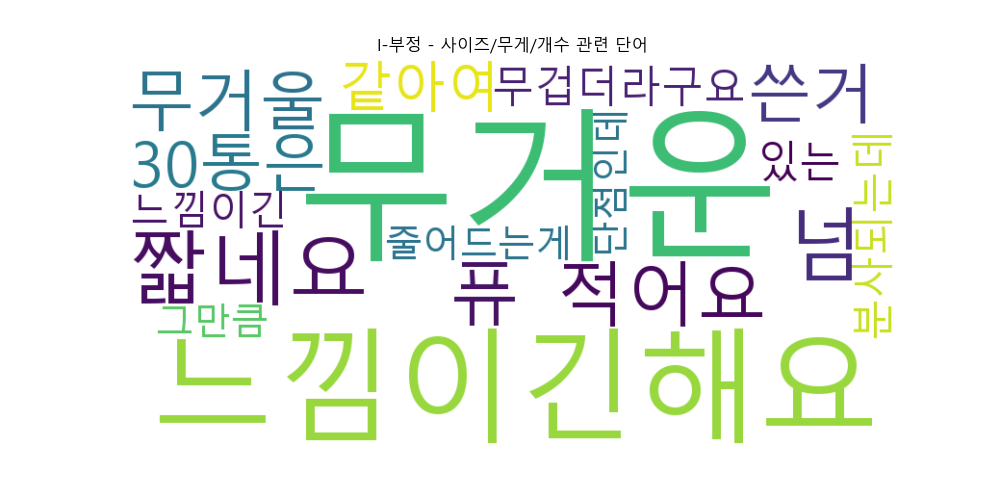 I-부정 - 사이즈/무게/개수 관련 단어
무거울
같아여
무겁더라구요
쓴거
30통은
무거운
단점인데
있는
분사되는데
느낌이긴
짧네요
줄어드는게
넘
퓨
적어요
그만큼
느낌이긴해요